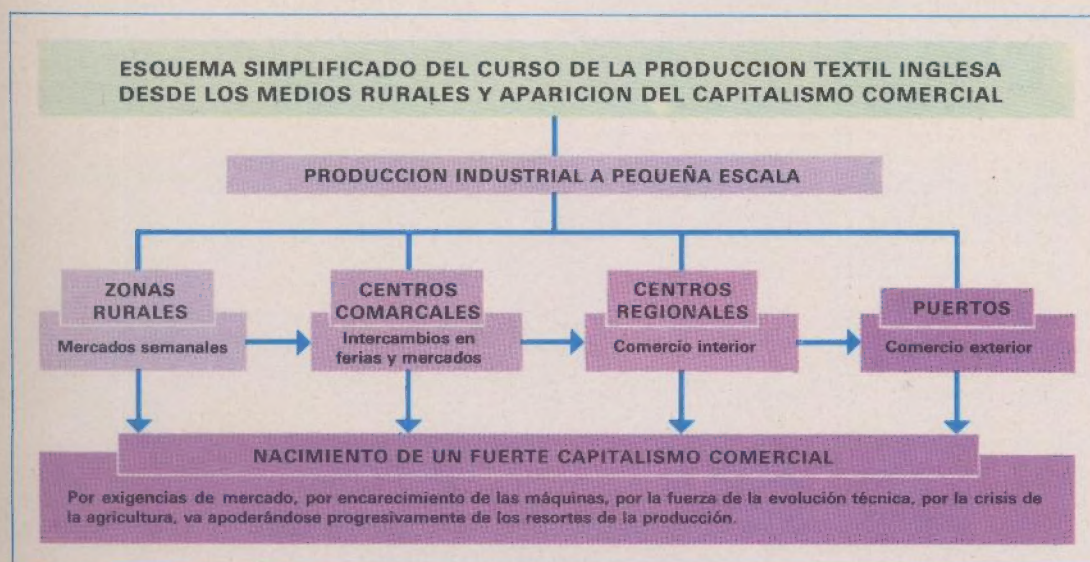 ESQUEMA SIMPLIFICADO DEL CURSO DE LA PRODUCCION TEXTIL INGLESA
DESDE LOS MEDIOS RURALES Y APARICION DEL CAPITALISMO COMERCIAL
PRODUCCION INDUSTRIAL A PEQUEÑA ESCALA
ZONAS
RURALES
Mercados semanales
CENTROS
COMARCALES
Intercambios en
ferias y mercados
CENTROS
REGIONALES
Comercio interior
PUERTOS
Comercio exterior
NACIMIENTO DE UN FUERTE CAPITALISMO COMERCIAL
Por exigencias de mercado, por encarecimiento de las máquinas, por la fuerza de la evolución técnica, por la crisis de
la agricultura, va apoderándose progresivamente de los resortes de la producción.